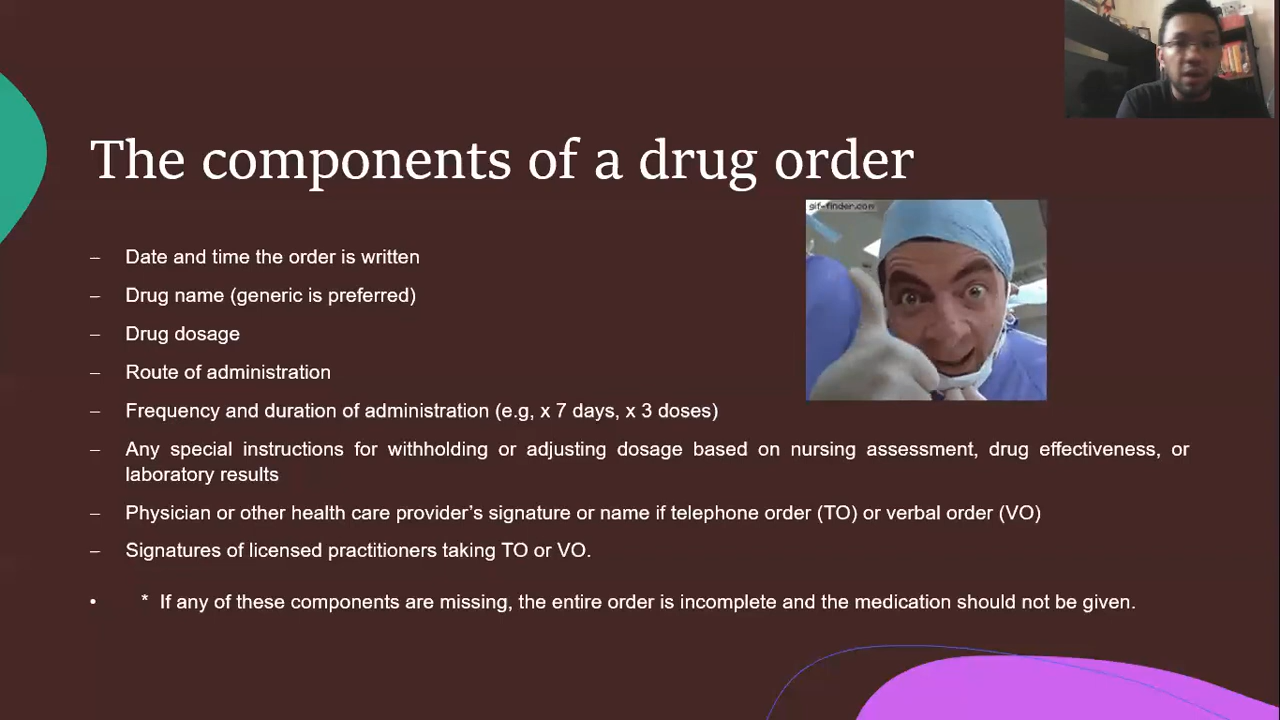 The components of a drug order
gif-finder.com
– Date and time the order is written
– Drug name (generic is preferred)
– Drug dosage
– Route of administration
– Frequency and duration of administration (e.g, x 7 days, x 3 doses)
– Any special instructions for withholding or adjusting dosage based on nursing assessment, drug effectiveness, or
laboratory results
– Physician or other health care provider’s signature or name if telephone order (TO) or verbal order (VO)
– Signatures of licensed practitioners taking TO or VO.
• * If any of these components are missing, the entire order is incomplete and the medication should not be given.